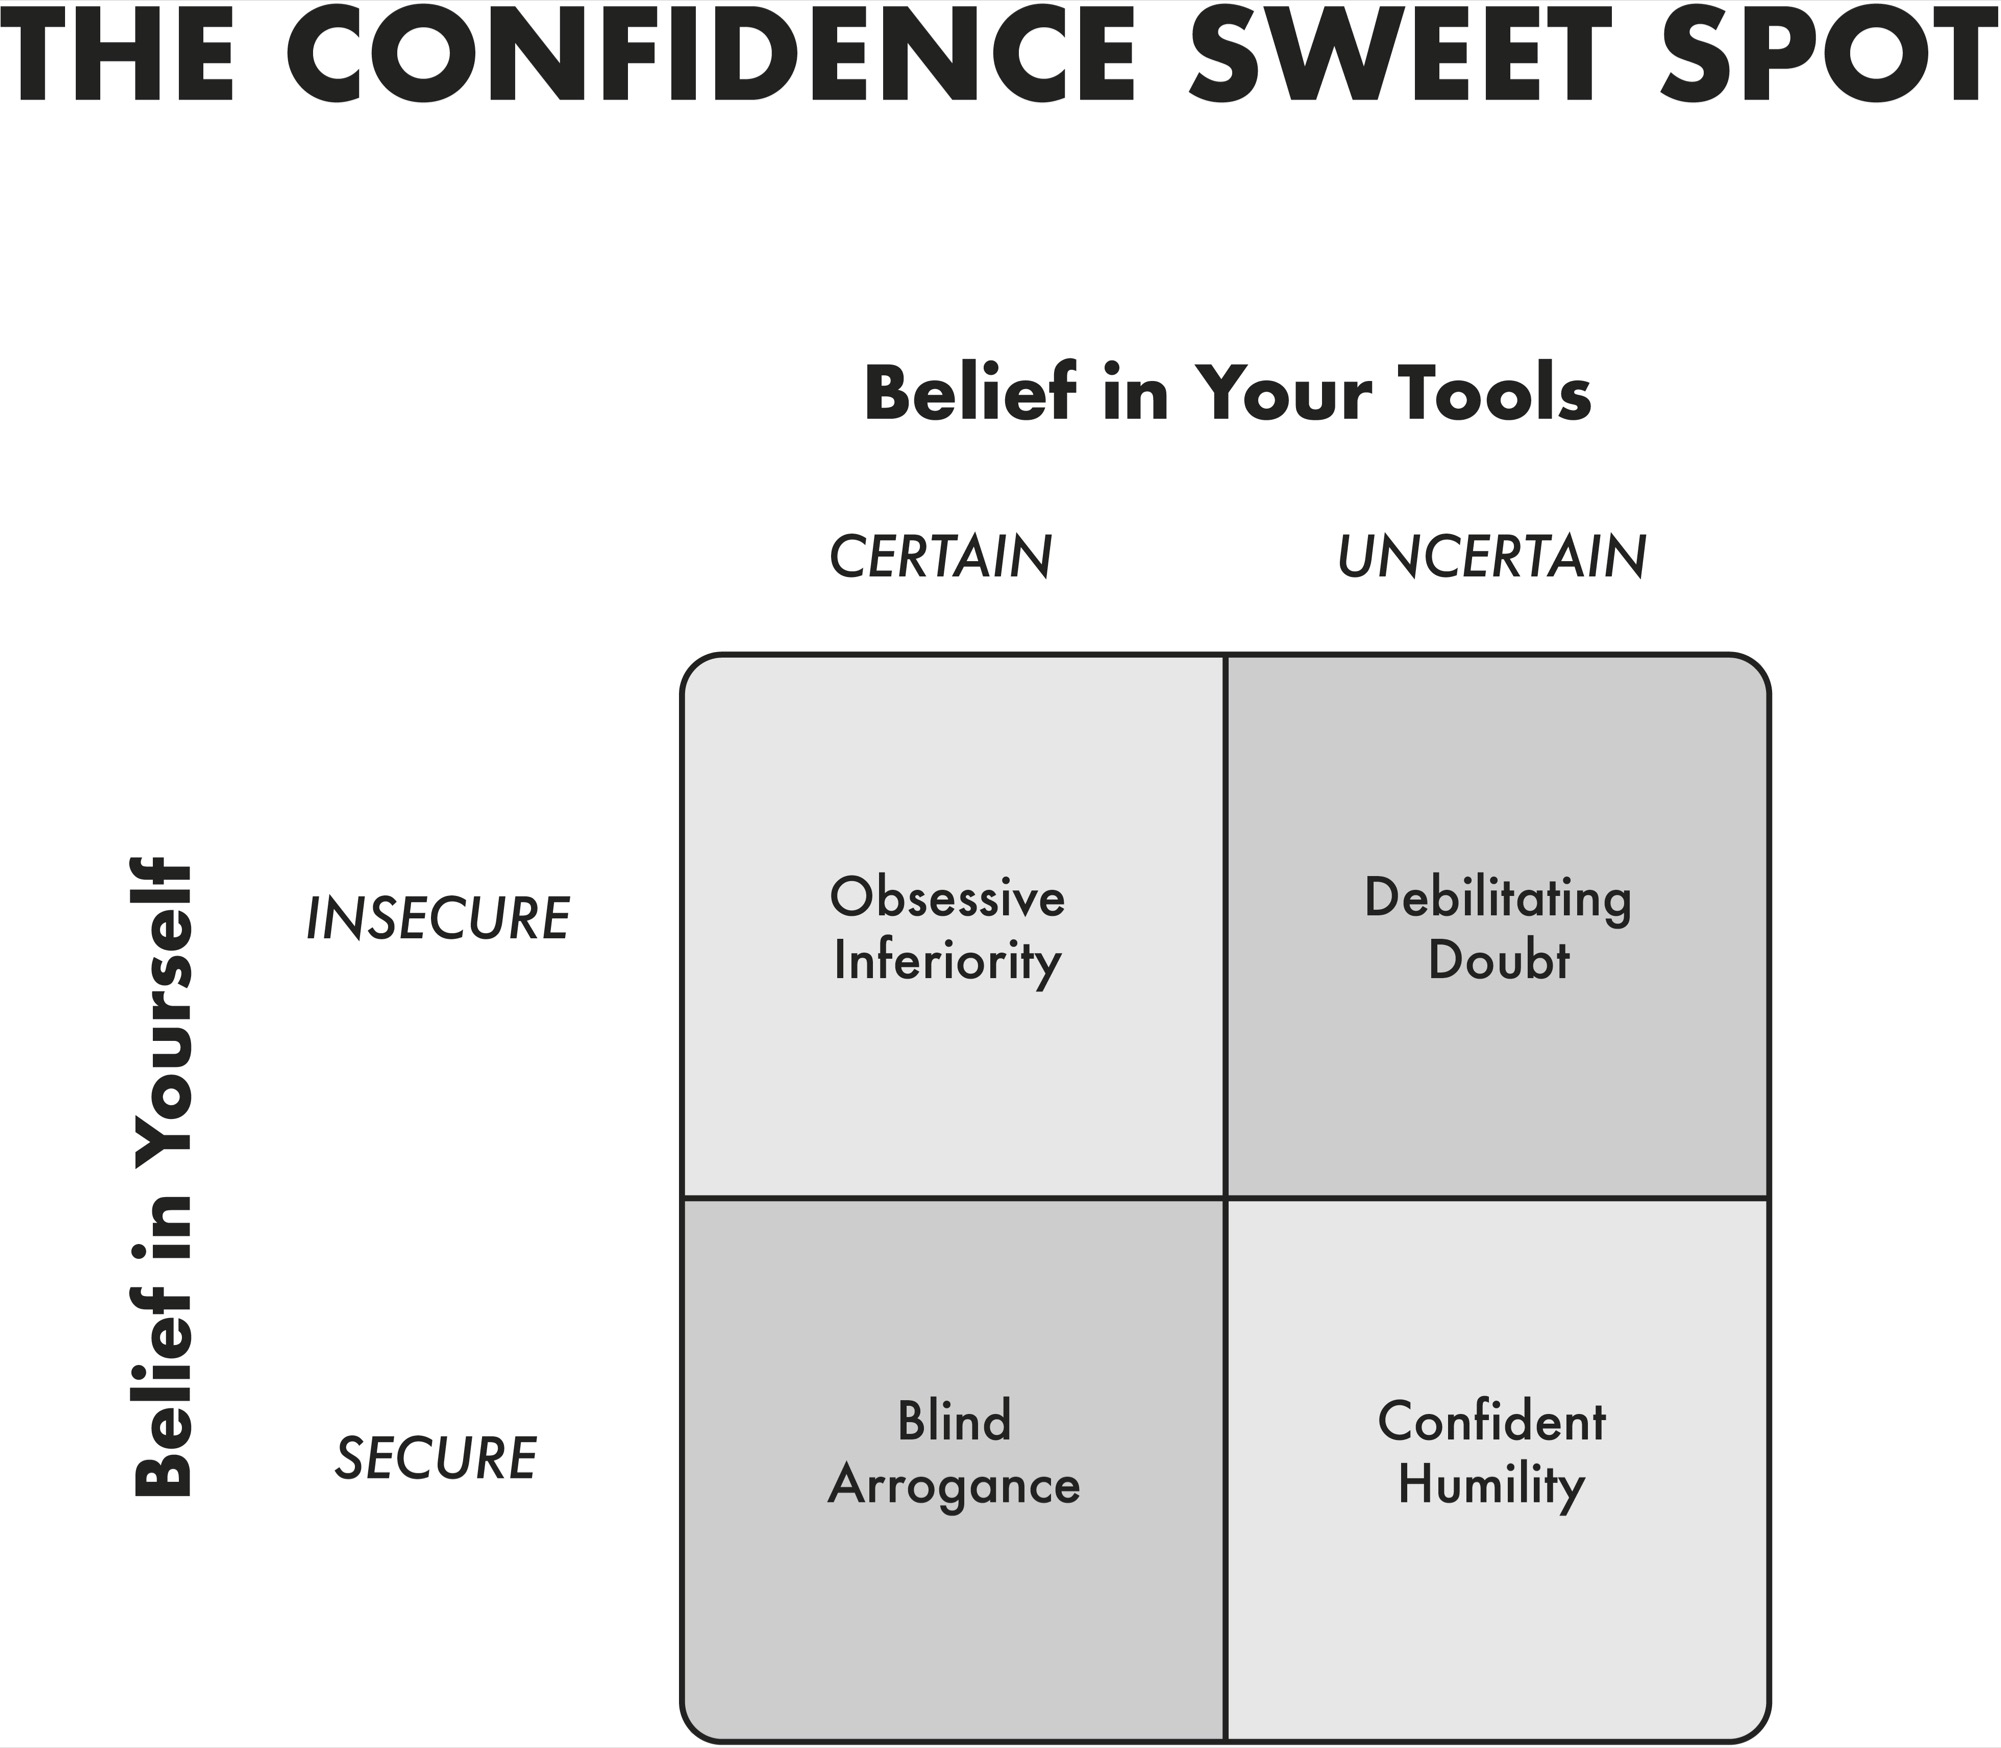 THE CONFIDENCE SWEET SPOT
Belief in Your Tools
CERTAIN UNCERTAIN
Belief in Yourself
INSECURE
Obsessive
Inferiority
Debilitating
Doubt
SECURE
Blind
Arrogance
Confident
Humility